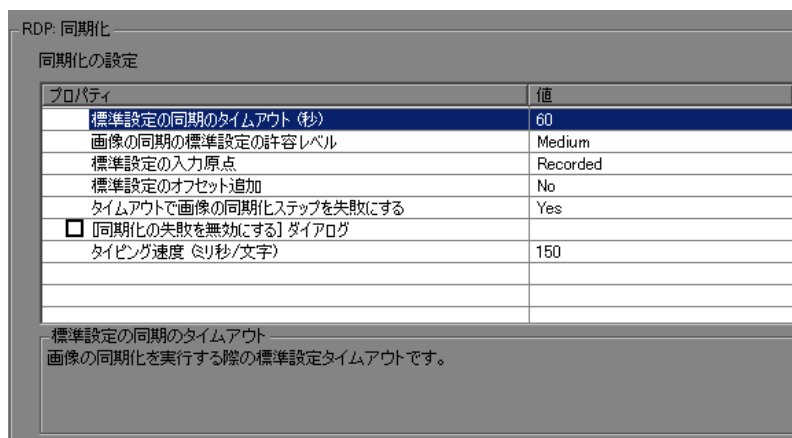 RDP: 同期化
同期化の設定
プロパティ 値
標準設定の同期のタイムアウト (秒) 60
画像の同期の標準設定の許容レベル Medium
標準設定の入力原点 Recorded
標準設定のオフセット追加 No
タイムアウトで画像の同期化ステップを失敗にする Yes
[同期化の失敗を無効にする] ダイアログ
タイピング速度 (ミリ秒/文字) 150
標準設定の同期のタイムアウト
画像の同期化を実行する際の標準設定タイムアウトです。